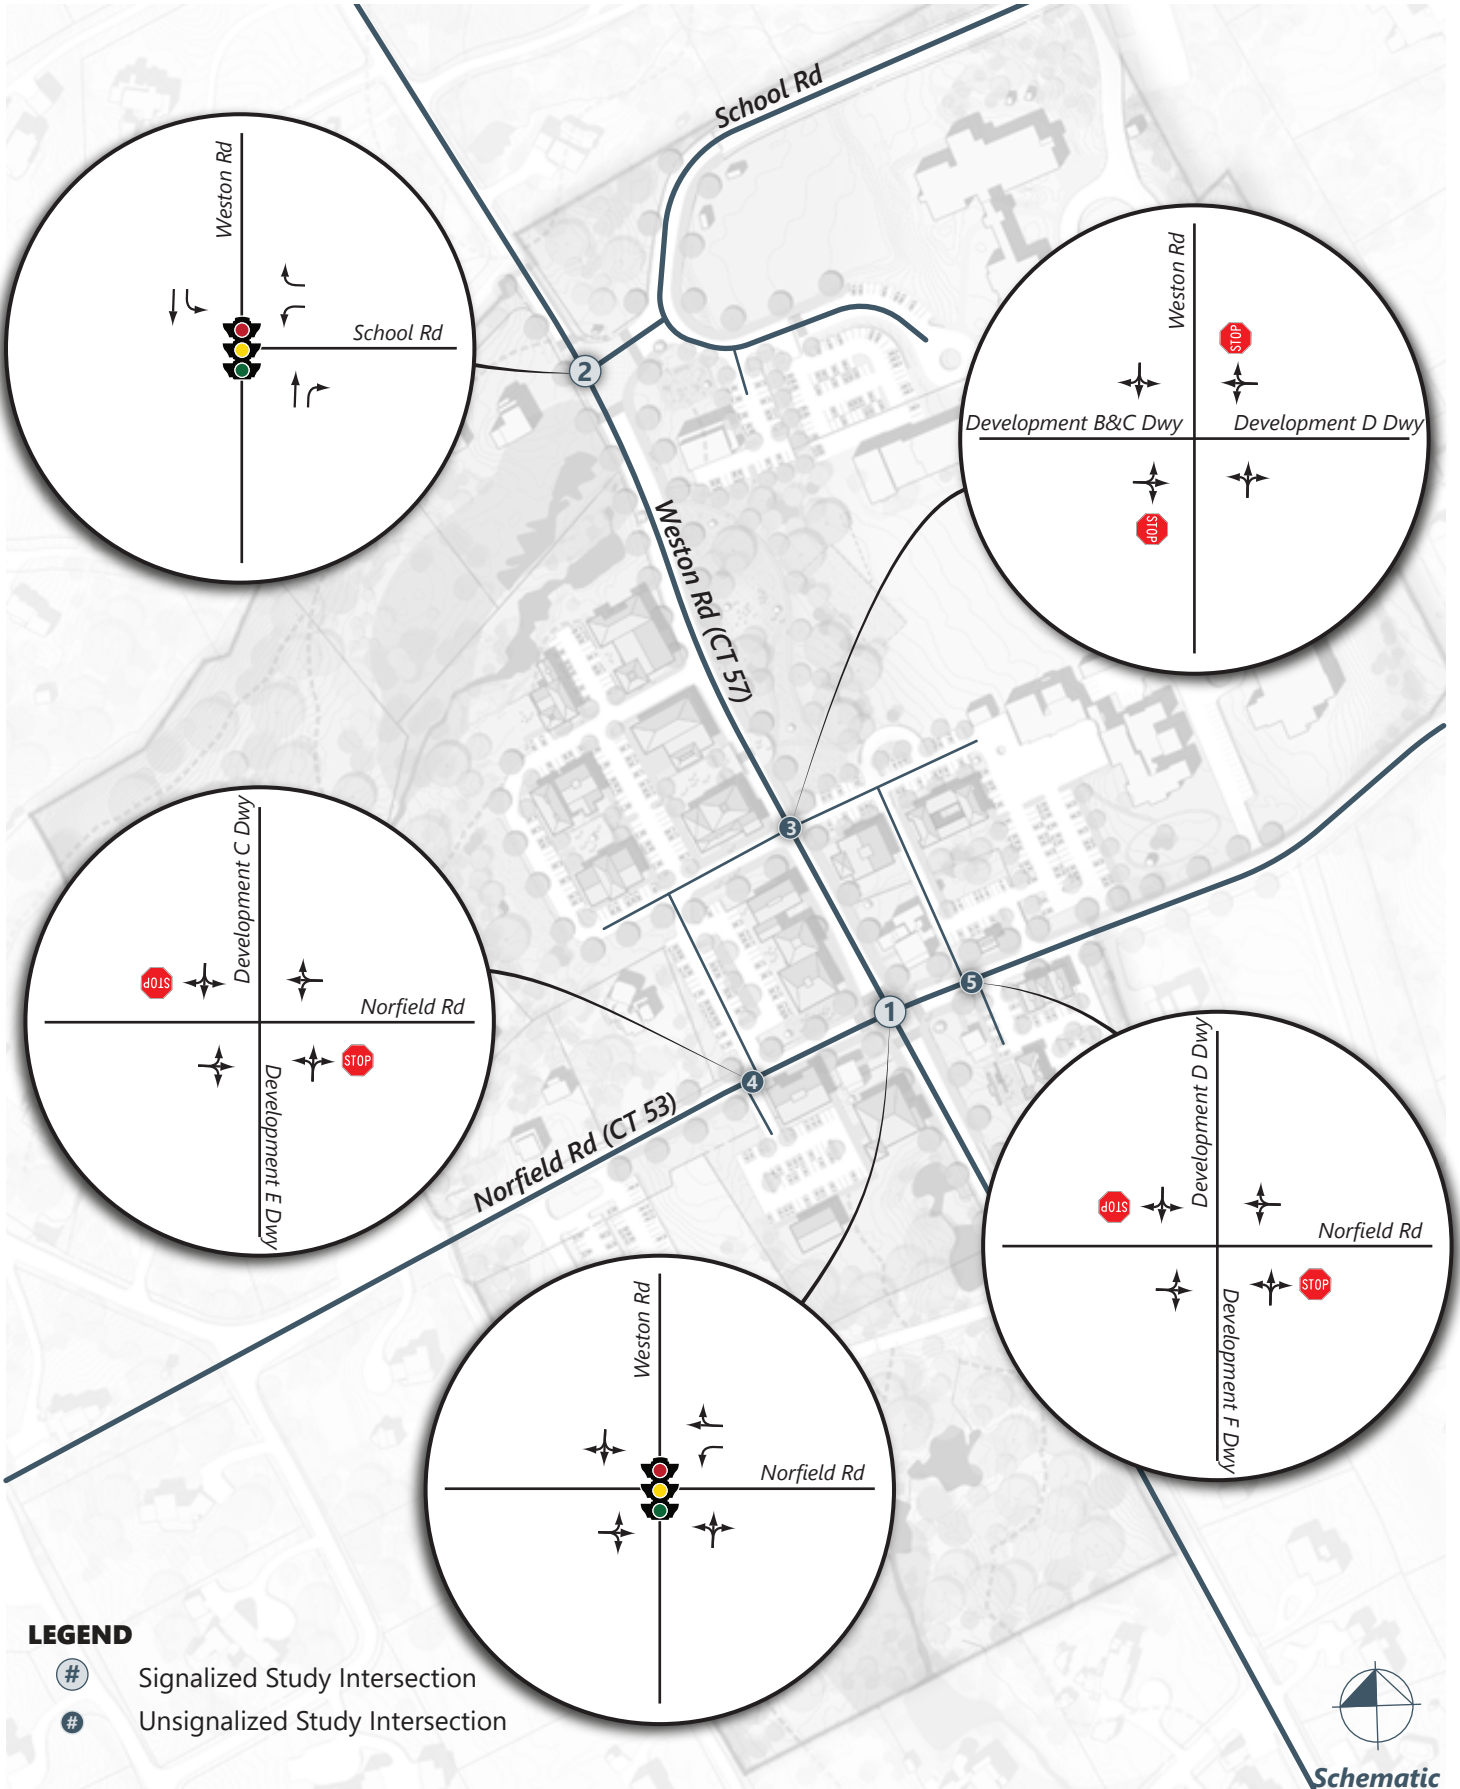 School Rd
Weston Rd
School Rd
2
Weston Rd
STOP
Development B&C Dwy
Development D Dwy
STOP
Weston Rd (CT 57)
3
Development C Dwy
STOP
Norfield Rd
STOP
Development E Dwy
5
1
4
Norfield Rd (CT 53)
Development D Dwy
STOP
Norfield Rd
STOP
Development F Dwy
Weston Rd
Norfield Rd
LEGEND
# Signalized Study Intersection
# Unsignalized Study Intersection
Schematic